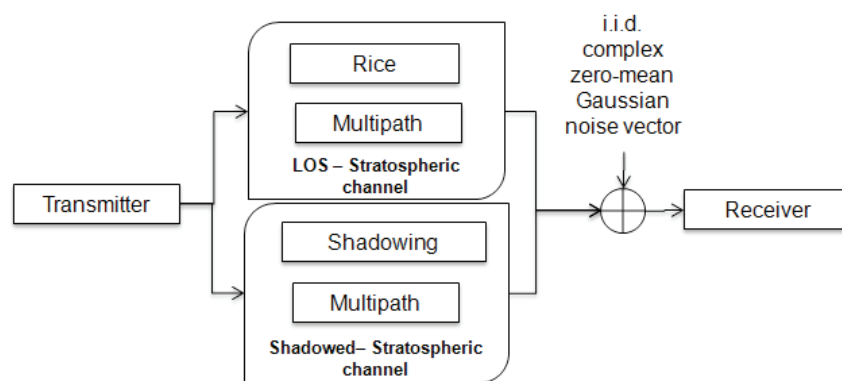 i.i.d.
complex
zero-mean
Gaussian
noise vector
Rice
Multipath
LOS – Stratospheric
channel
Transmitter
Receiver
Shadowing
Multipath
Shadowed– Stratospheric
channel